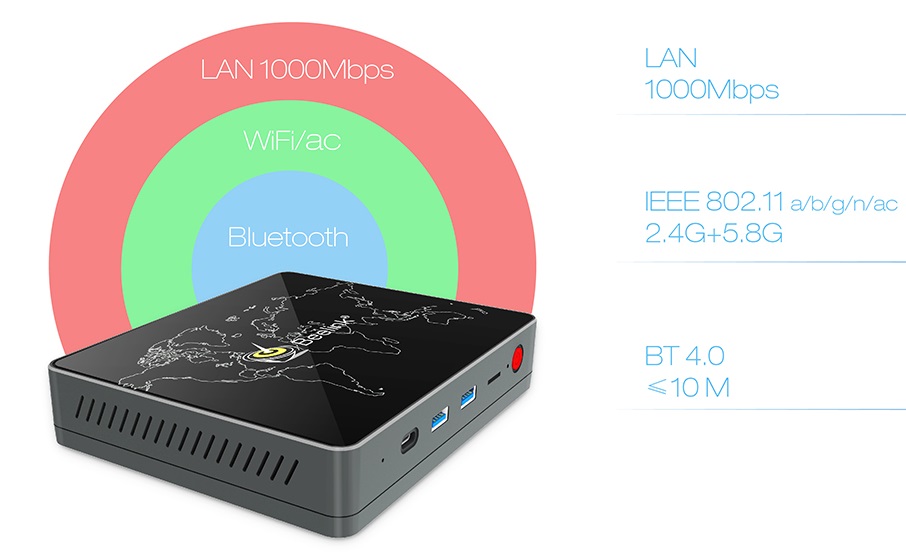 LAN 1000Mbps
WiFi/ac
Bluetooth
Beelink®
LAN
1000Mbps
IEEE 802.11 a/b/g/n/ac
2.4G+5.8G
BT 4.0
⩽10 M